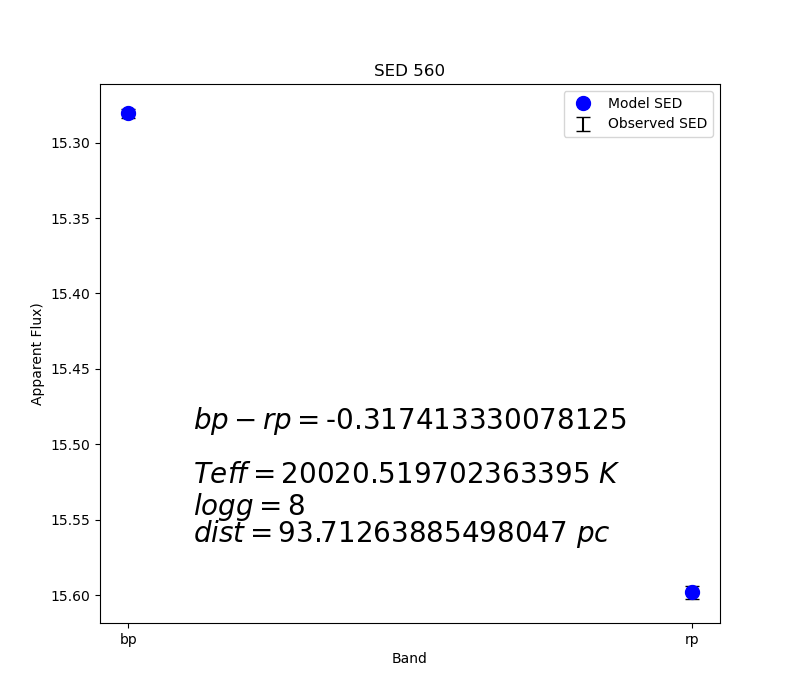 SED 560
Model SED
Observed SED
15.30
15.35
15.40
15.45
15.50
15.55
15.60
Apparent Flux)
bp − rp = -0.317413330078125
Teff = 20020.519702363395 K
logg = 8
dist = 93.71263885498047 pc
bp
rp
Band